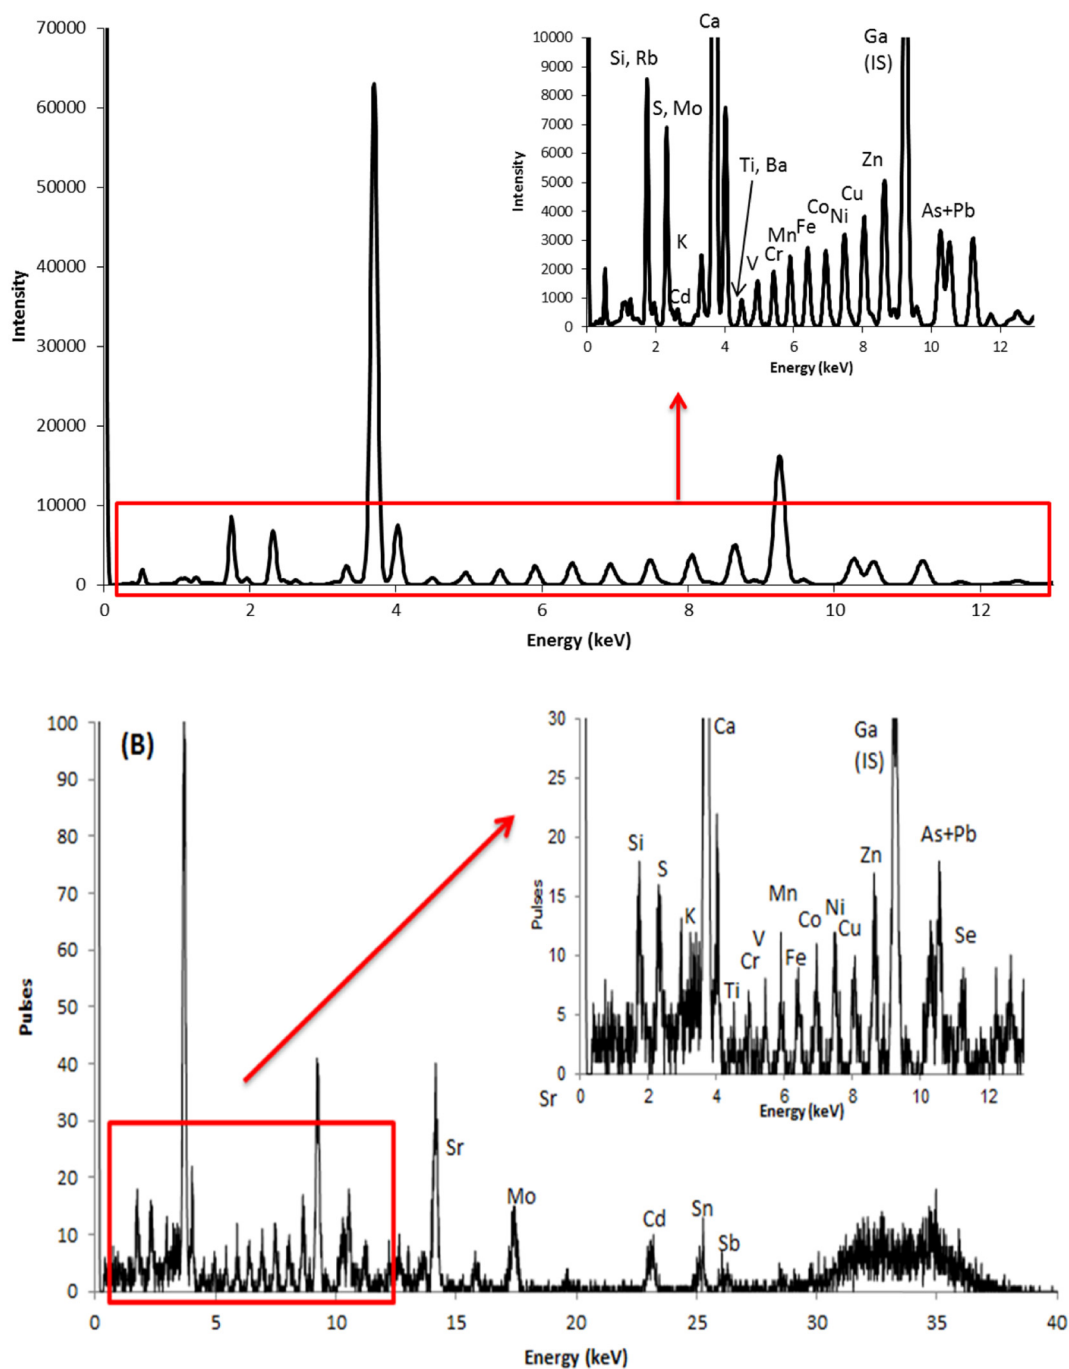 70000
60000
50000
40000
30000
20000
10000
0
Intensity
0 2 4 6 8 10 12
Energy (keV)
10000
9000
8000
7000
6000
5000
4000
3000
2000
1000
0
Intensity
Ca
Ga
(IS)
Si, Rb
S, Mo
Ti, Ba
Zn
K
Cd
V
Cr
Mn
Fe
Co
Ni
Cu
As+Pb
0 2 4 6 8 10 12
Energy (keV)
(B)
100
90
80
70
60
50
40
30
20
10
0
Pulses
Sr
Mo
Cd
Sn
Sb
0 5 10 15 20 25 30 35 40
Energy (keV)
30
25
20
15
10
5
0
Pulses
Ca
Ga
(IS)
Si
S
K
Ti
Cr
V
Mn
Fe
Co
Ni
Cu
Zn
As+Pb
Se
Sr
0 2 4 6 8 10 12
Energy (keV)